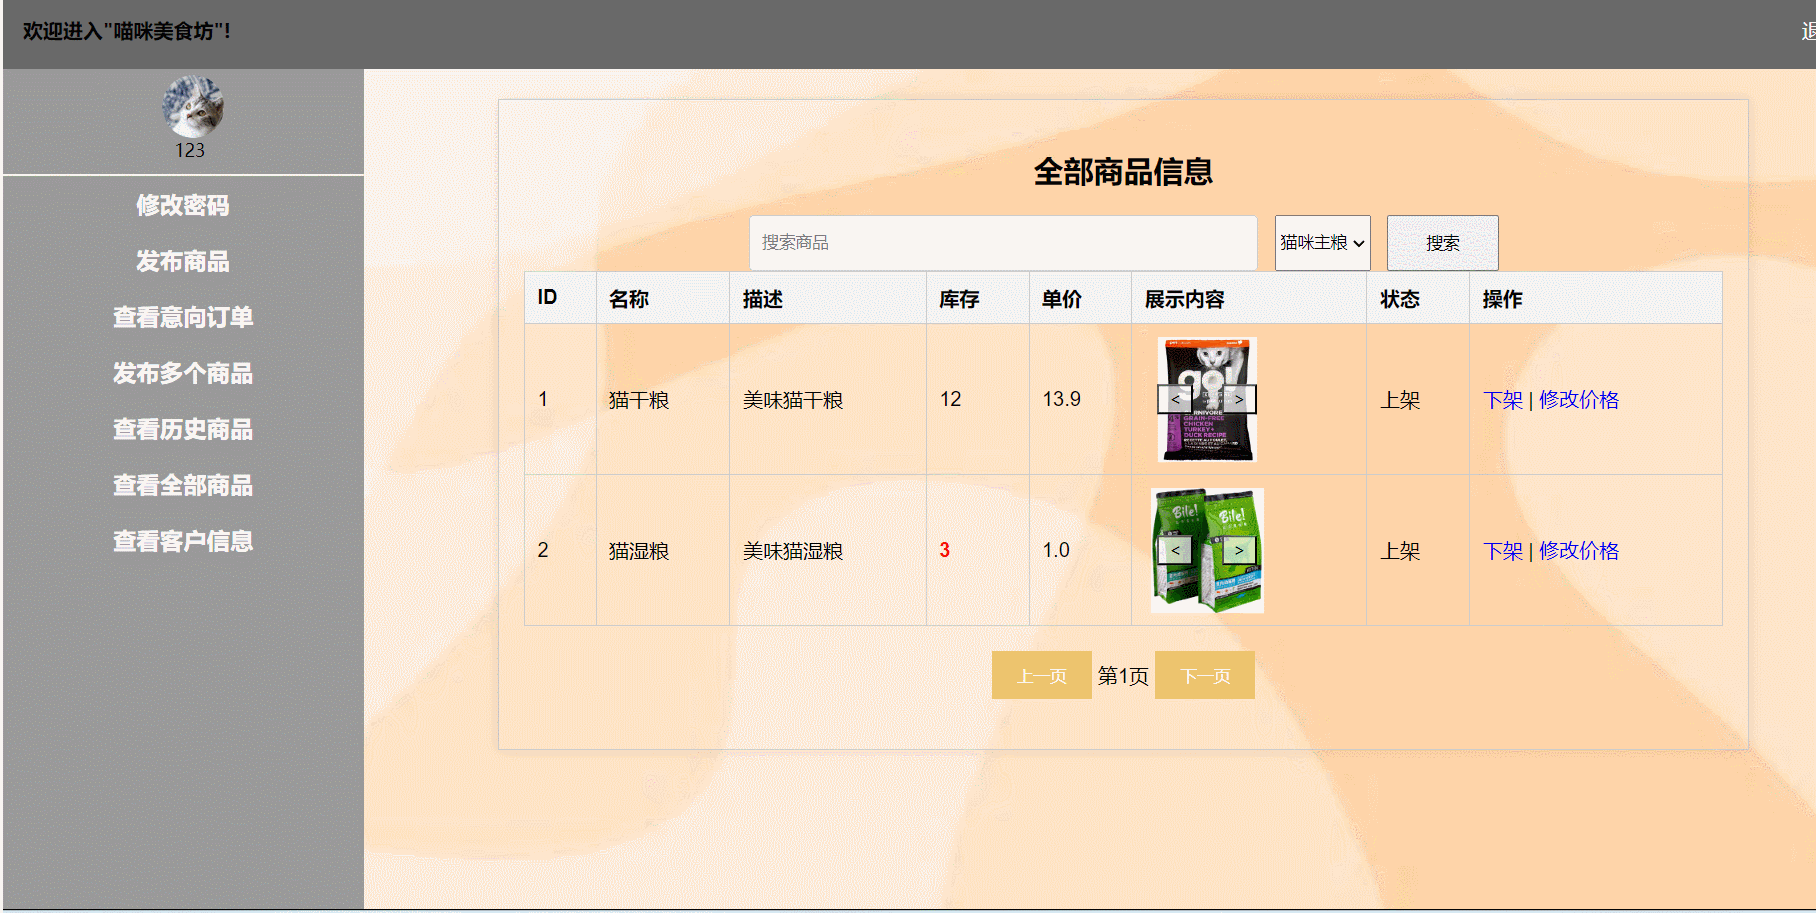 欢迎进入"喵咪美食坊"!
123
修改密码
发布商品
查看意向订单
发布多个商品
查看历史商品
查看全部商品
查看客户信息
全部商品信息
搜索商品 猫咪主粮 搜索
ID 名称 描述 库存 单价 展示内容 状态 操作
1 猫干粮 美味猫干粮 12 13.9 上架 下架 | 修改价格
go!
< >
CARNIVORE
GRAIN-FREE
CHICKEN
TURKEY+
DUCK RECIPE
2 猫湿粮 美味猫湿粮 3 1.0 上架 下架 | 修改价格
Bile! Bile!
< >
上一页 第1页 下一页